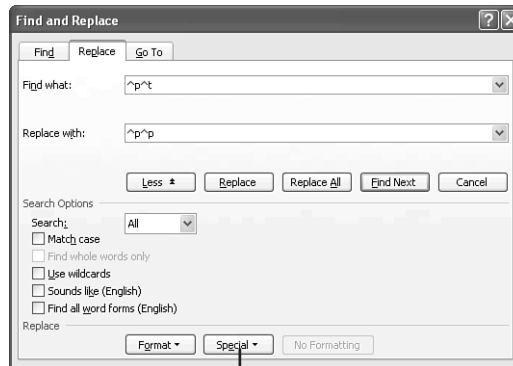 Find and Replace
Find Replace Go To
Find what: ^p^t
Replace with: ^p^p
Less Replace Replace All Find Next Cancel
Search Options
Search: All
Match case
Find whole words only
Use wildcards
Sounds like (English)
Find all word forms (English)
Replace
Format Special No Formatting